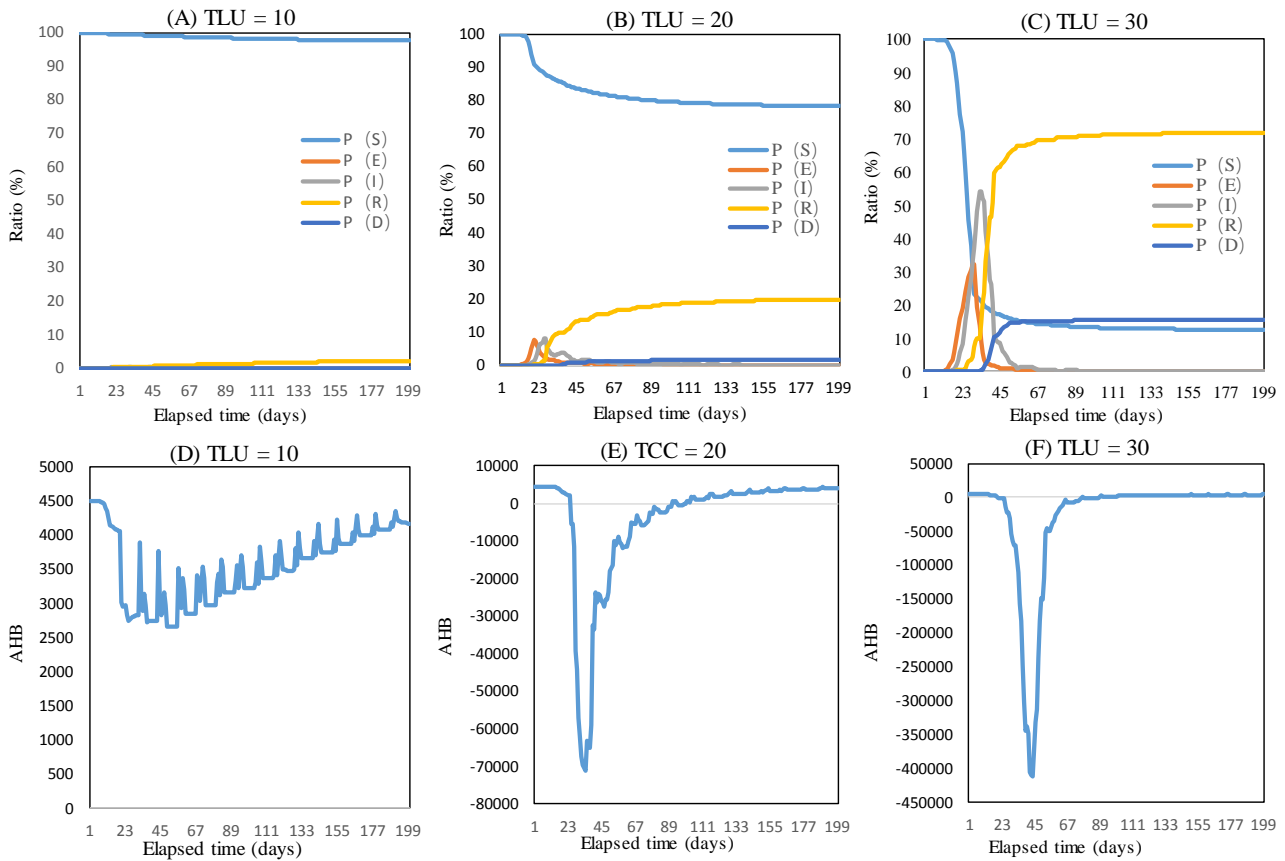 (A) TLU = 10
Ratio (%)
100
90
80
70
60
50
40
30
20
10
0
P (S)
P (E)
P (I)
P (R)
P (D)
1 23 45 67 89 111 133 155 177 199
Elapsed time (days)
(B) TLU = 20
Ratio (%)
100
90
80
70
60
50
40
30
20
10
0
P (S)
P (E)
P (I)
P (R)
P (D)
1 23 45 67 89 111 133 155 177 199
Elapsed time (days)
(C) TLU = 30
Ratio (%)
100
90
80
70
60
50
40
30
20
10
0
P (S)
P (E)
P (I)
P (R)
P (D)
1 23 45 67 89 111 133 155 177 199
Elapsed time (days)
(D) TLU = 10
AHB
5000
4500
4000
3500
3000
2500
2000
1500
1000
500
0
1 23 45 67 89 111 133 155 177 199
Elapsed time (days)
(E) TCC = 20
AHB
10000
0
-10000
-20000
-30000
-40000
-50000
-60000
-70000
-80000
1 23 45 67 89 111 133 155 177 199
Elapsed time (days)
(F) TLU = 30
AHB
50000
0
-50000
-100000
-150000
-200000
-250000
-300000
-350000
-400000
-450000
1 23 45 67 89 111 133 155 177 199
Elapsed time (days)